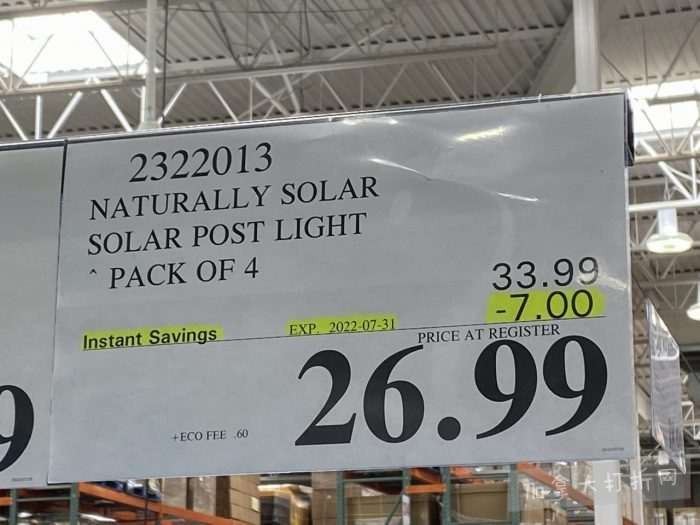 2322013
NATURALLY SOLAR
SOLAR POST LIGHT
^ PACK OF 4
33.99
-7.00
Instant Savings
EXP. 2022-07-31
PRICE AT REGISTER
26.99
+ECO FEE .60
9